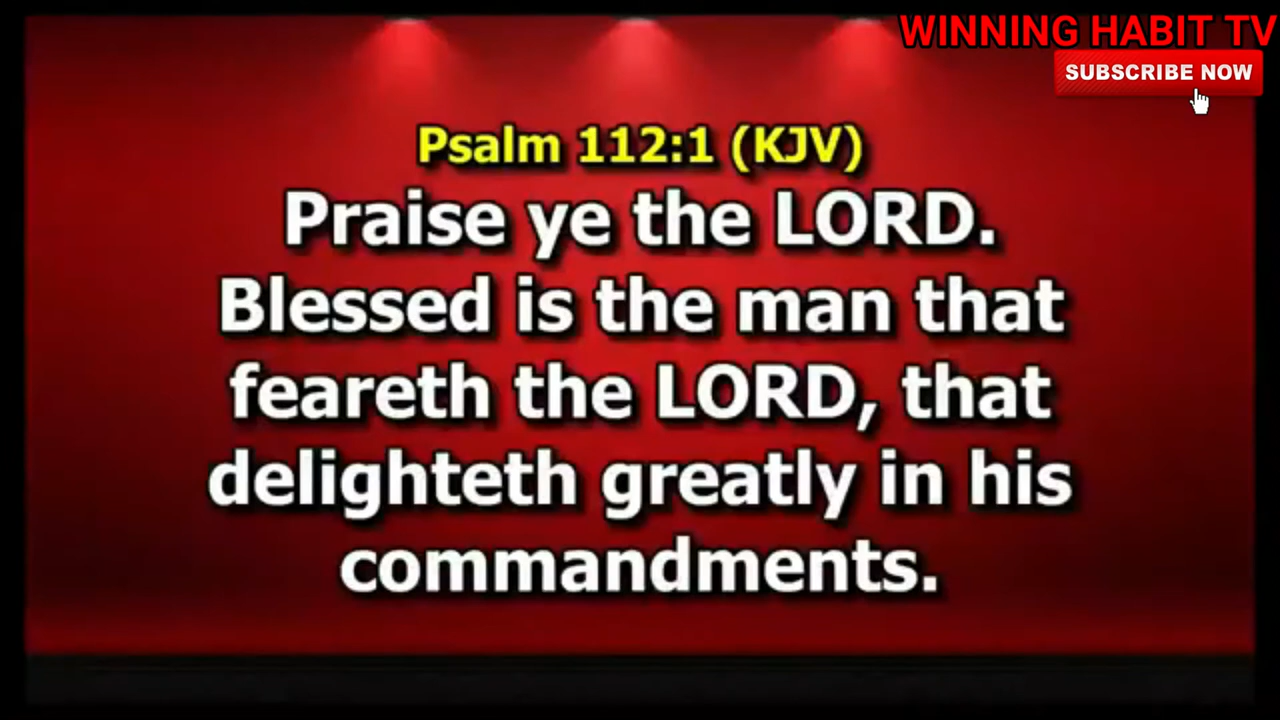 WINNING HABIT TV
SUBSCRIBE NOW
Psalm 112:1 (KJV)
Praise ye the LORD.
Blessed is the man that
feareth the LORD, that
delighteth greatly in his
commandments.